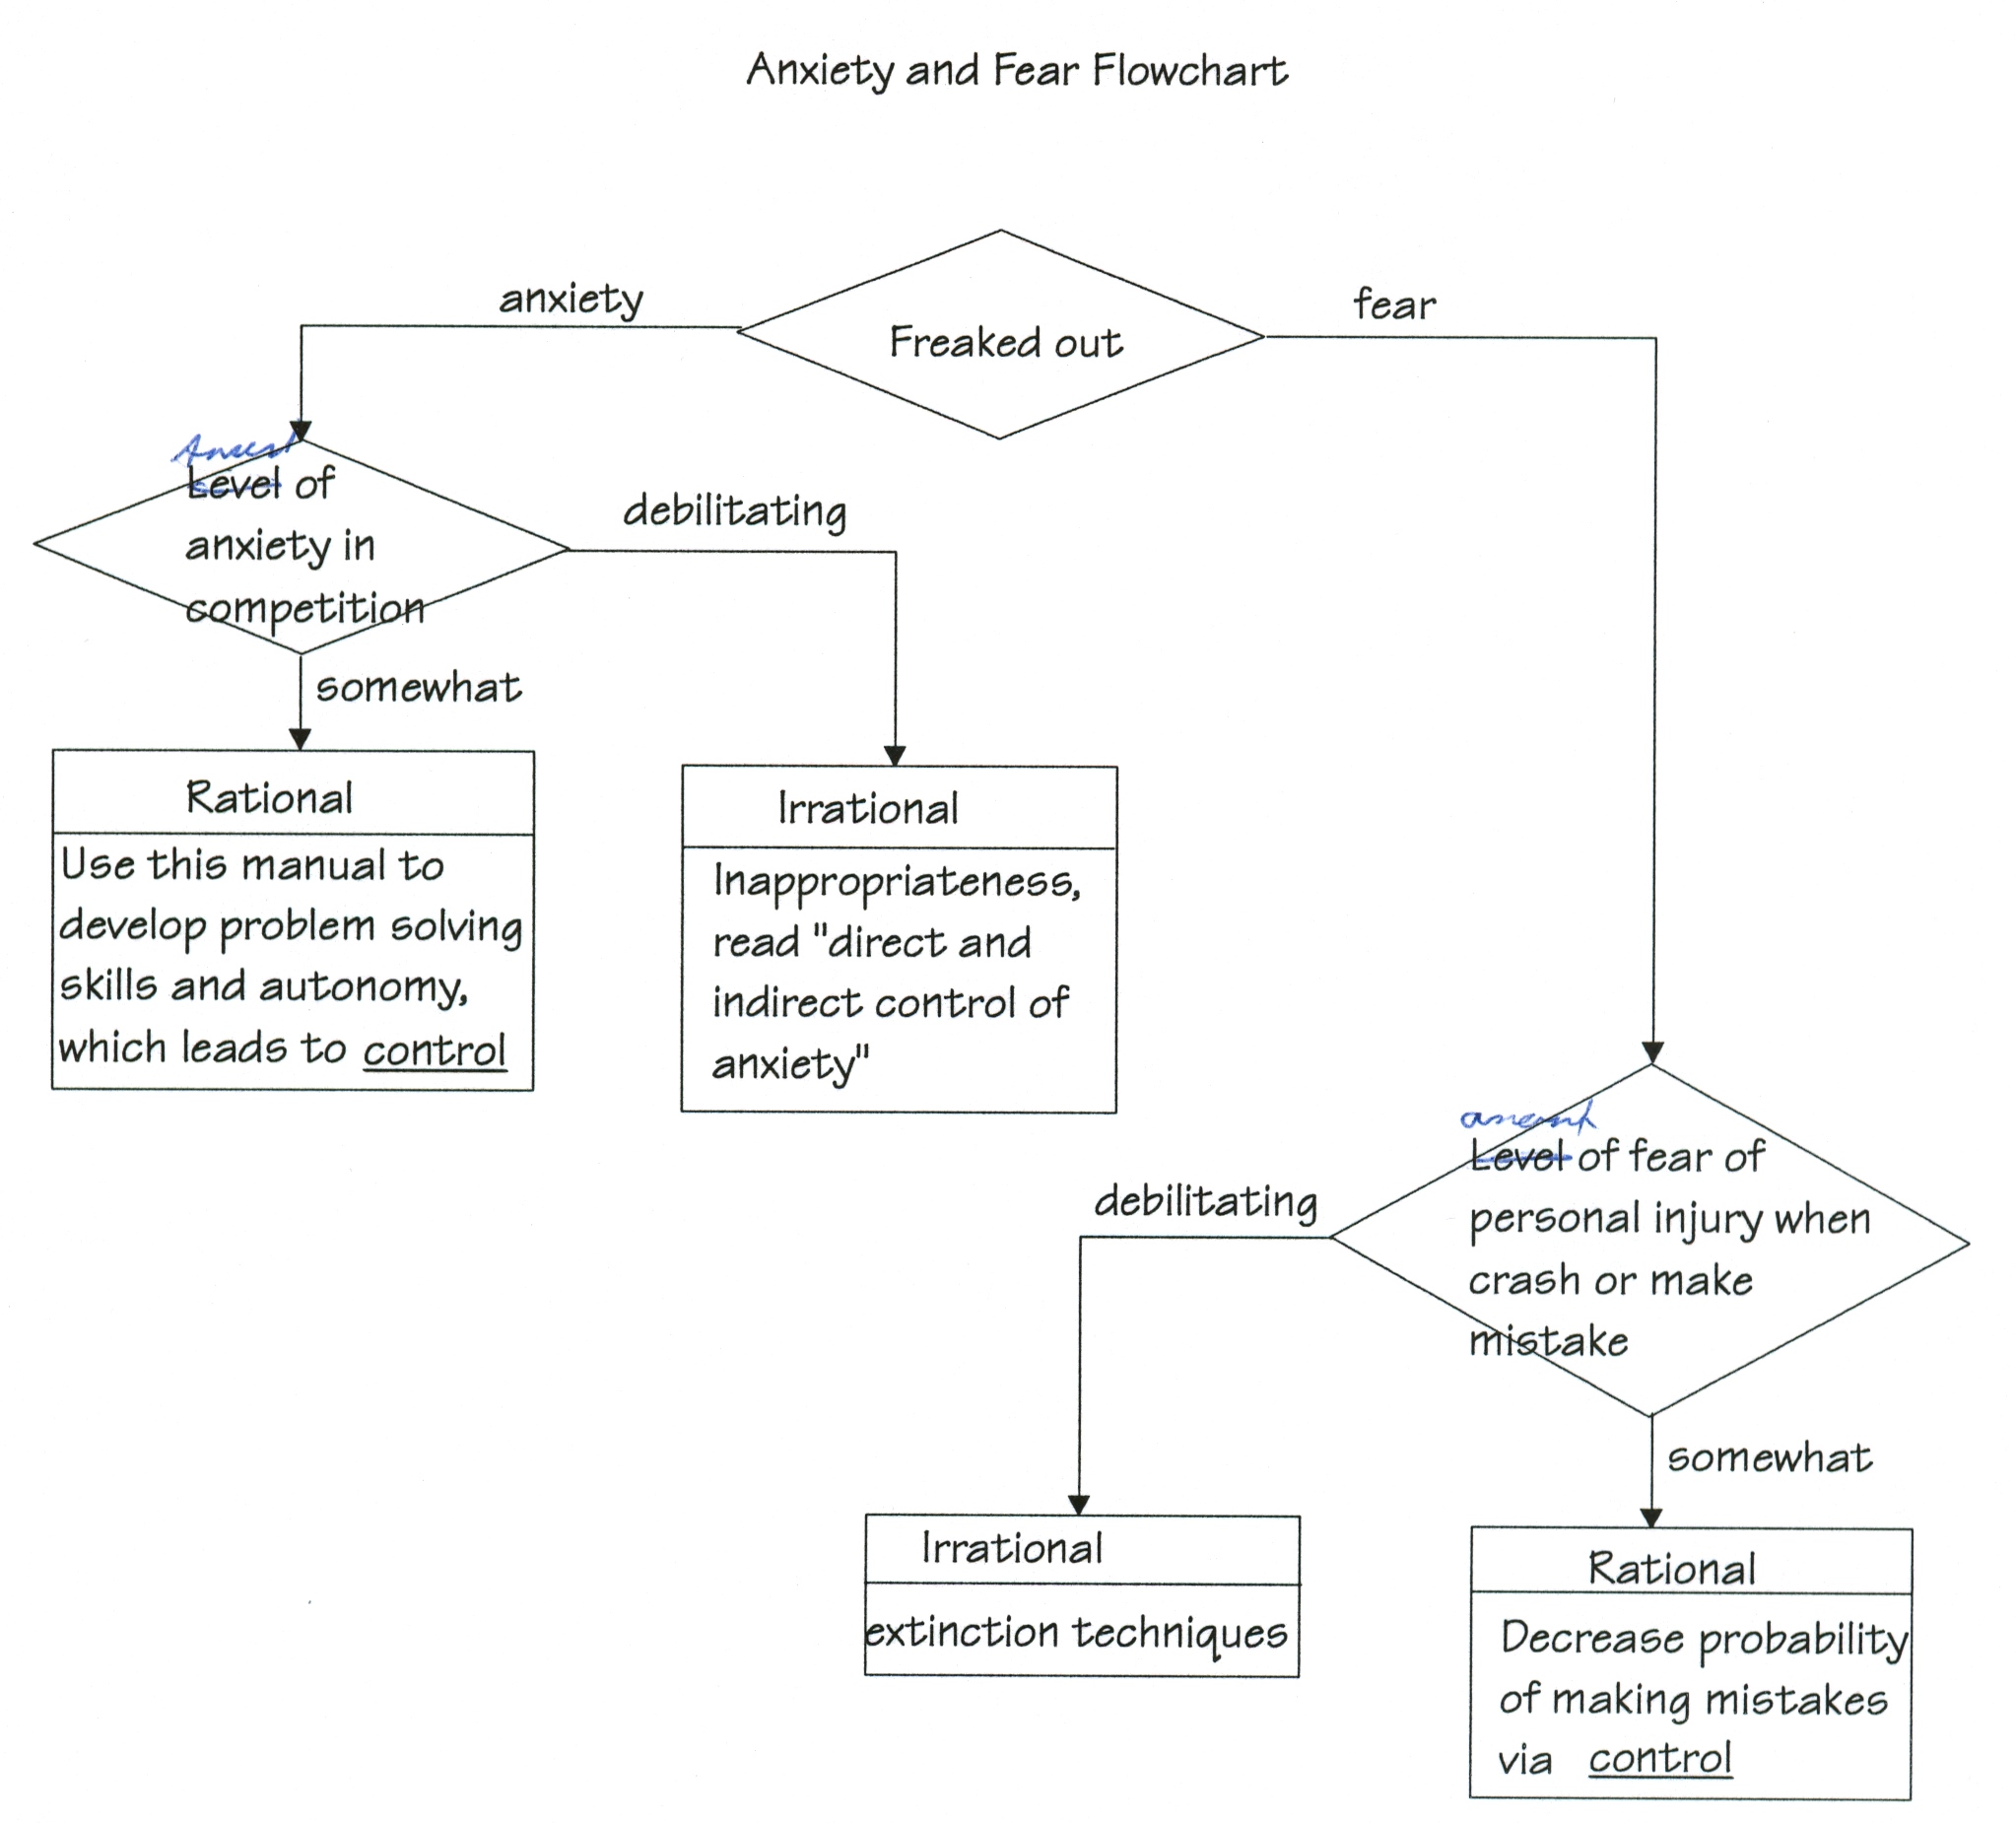 Anxiety and Fear Flowchart
anxiety
Freaked out
fear
Level of
anxiety in
competition
debilitating
somewhat
Rational
Use this manual to
develop problem solving
skills and autonomy,
which leads to control
Irrational
Inappropriateness,
read "direct and
indirect control of
anxiety"
Level of fear of
personal injury when
crash or make
mistake
debilitating
somewhat
Irrational
extinction techniques
Rational
Decrease probability
of making mistakes
via control